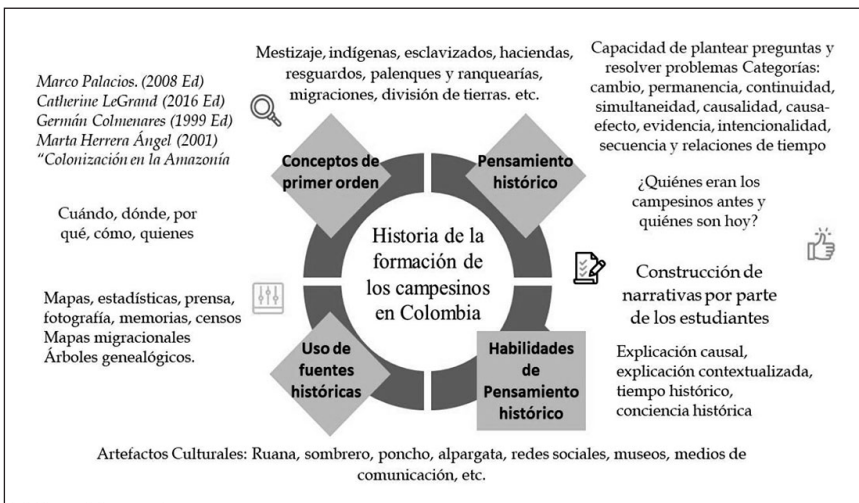 Mestizaje, indígenas, esclavizados, haciendas,
resguardos, palenques y ranquearías,
migraciones, división de tierras. etc.
Marco Palacios. (2008 Ed)
Catherine LeGrand (2016 Ed)
Germán Colmenares (1999 Ed)
Marta Herrera Ángel (2001)
“Colonización en la Amazonía
Capacidad de plantear preguntas y
resolver problemas Categorías:
cambio, permanencia, continuidad,
simultaneidad, causalidad, causa-
efecto, evidencia, intencionalidad,
secuencia y relaciones de tiempo
Conceptos de
primer orden
Pensamiento
histórico
Cuándo, dónde, por
qué, cómo, quienes
Historia de la
formación de
los campesinos
en Colombia
¿Quiénes eran los
campesinos antes y
quiénes son hoy?
Construcción de
narrativas por parte
de los estudiantes
Mapas, estadísticas, prensa,
fotografía, memorias, censos
Mapas migracionales
Árboles genealógicos.
Uso de
fuentes
históricas
Habilidades
de
Pensamiento
histórico
Explicación causal,
explicación contextualizada,
tiempo histórico,
conciencia histórica
Artefactos Culturales: Ruana, sombrero, poncho, alpargata, redes sociales, museos, medios de
comunicación, etc.